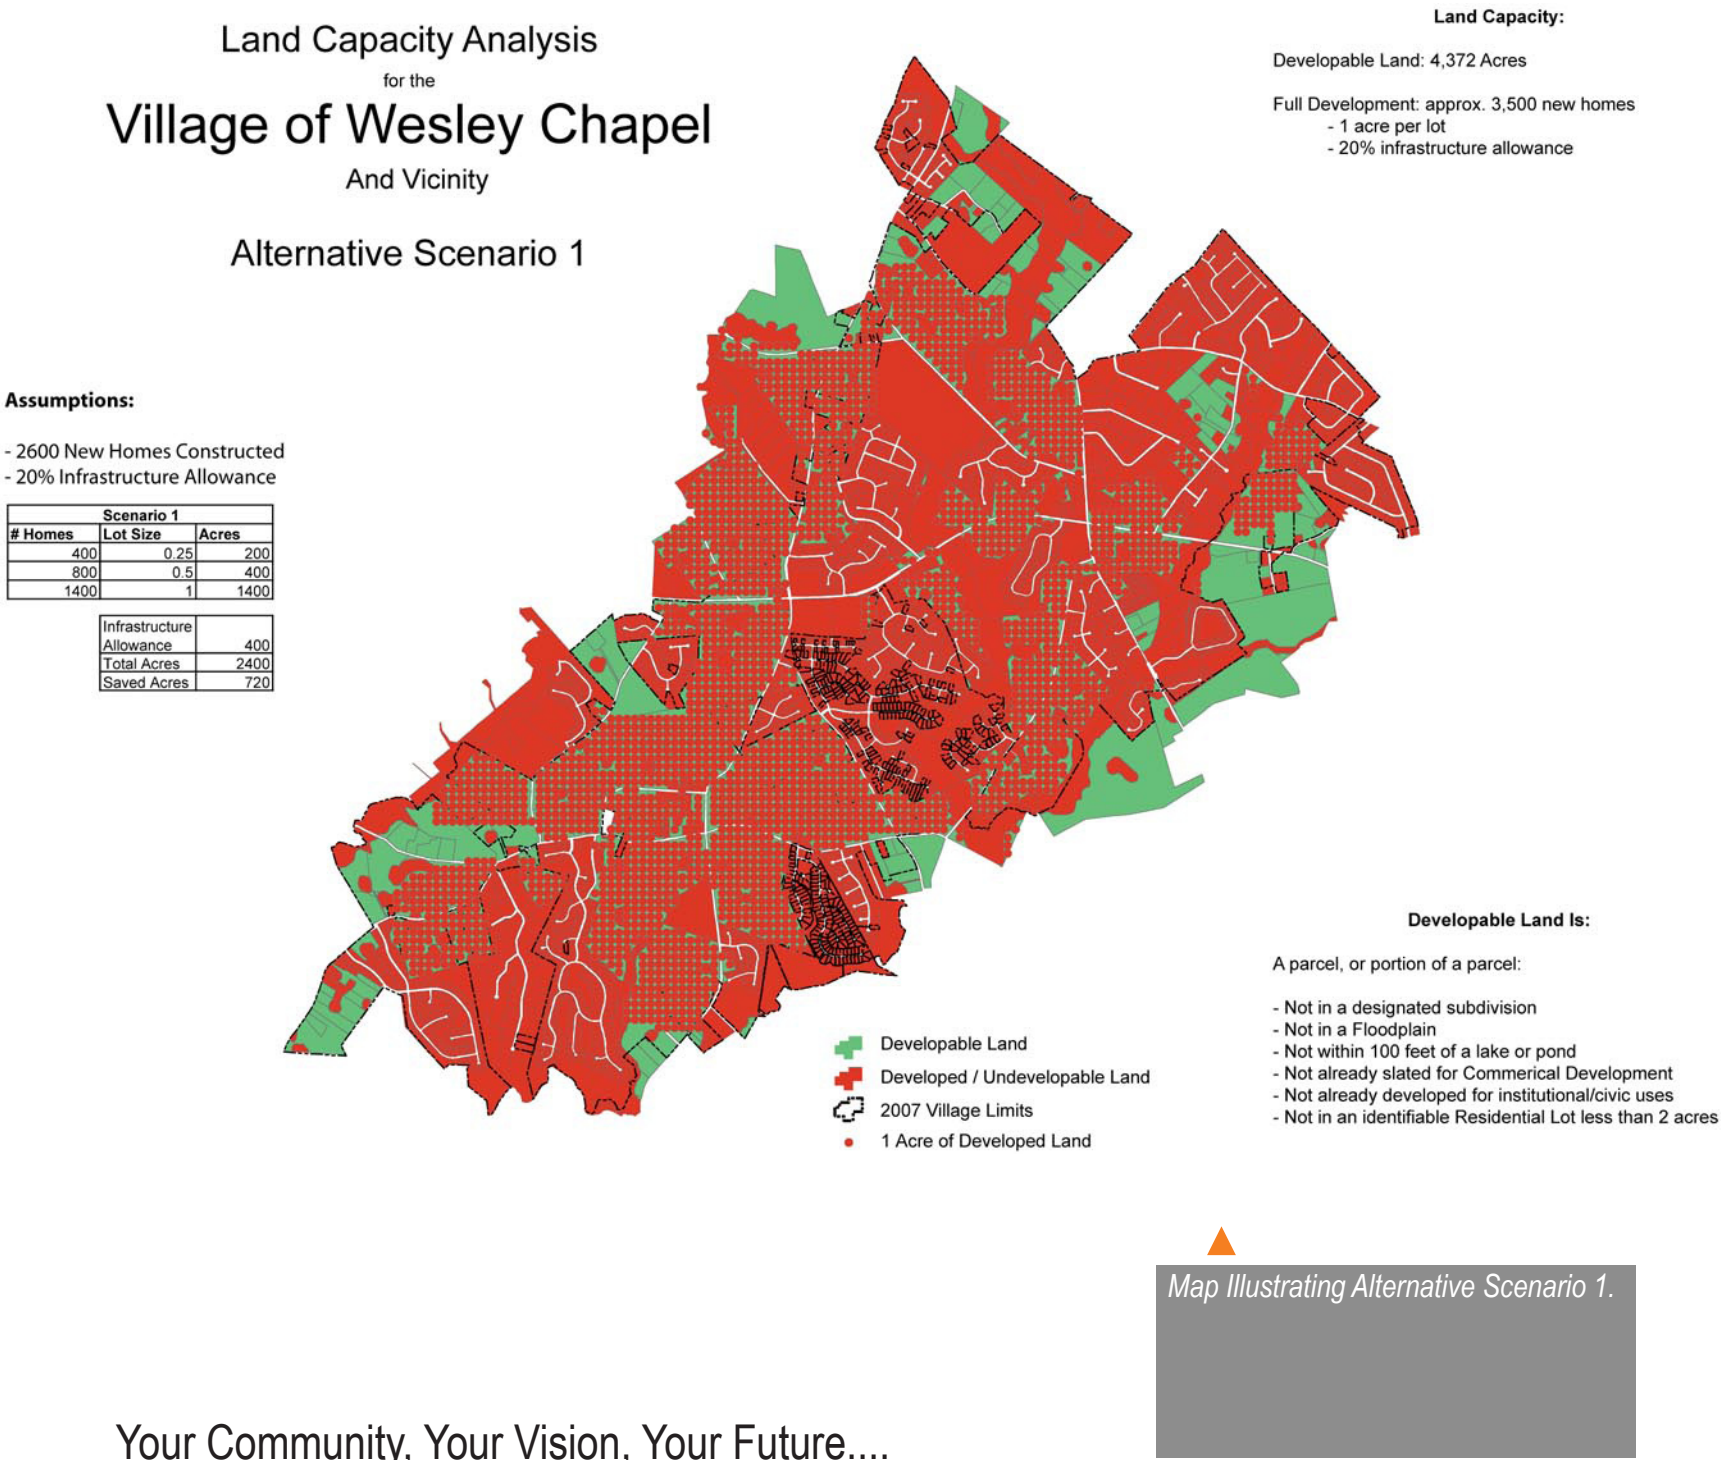 Land Capacity Analysis
for the
Village of Wesley Chapel
And Vicinity
Alternative Scenario 1
Land Capacity:
Developable Land: 4,372 Acres
Full Development: approx. 3,500 new homes
- 1 acre per lot
- 20% infrastructure allowance
Assumptions:
- 2600 New Homes Constructed
- 20% Infrastructure Allowance
Scenario 1
# Homes Lot Size Acres
400 0.25 200
800 0.5 400
1400 1 1400
Infrastructure
Allowance 400
Total Acres 2400
Saved Acres 720
Developable Land Is:
A parcel, or portion of a parcel:
- Not in a designated subdivision
- Not in a Floodplain
- Not within 100 feet of a lake or pond
- Not already slated for Commerical Development
- Not already developed for institutional/civic uses
- Not in an identifiable Residential Lot less than 2 acres
Developable Land
Developed / Undevelopable Land
2007 Village Limits
1 Acre of Developed Land
Map Illustrating Alternative Scenario 1.
Your Community, Your Vision, Your Future....